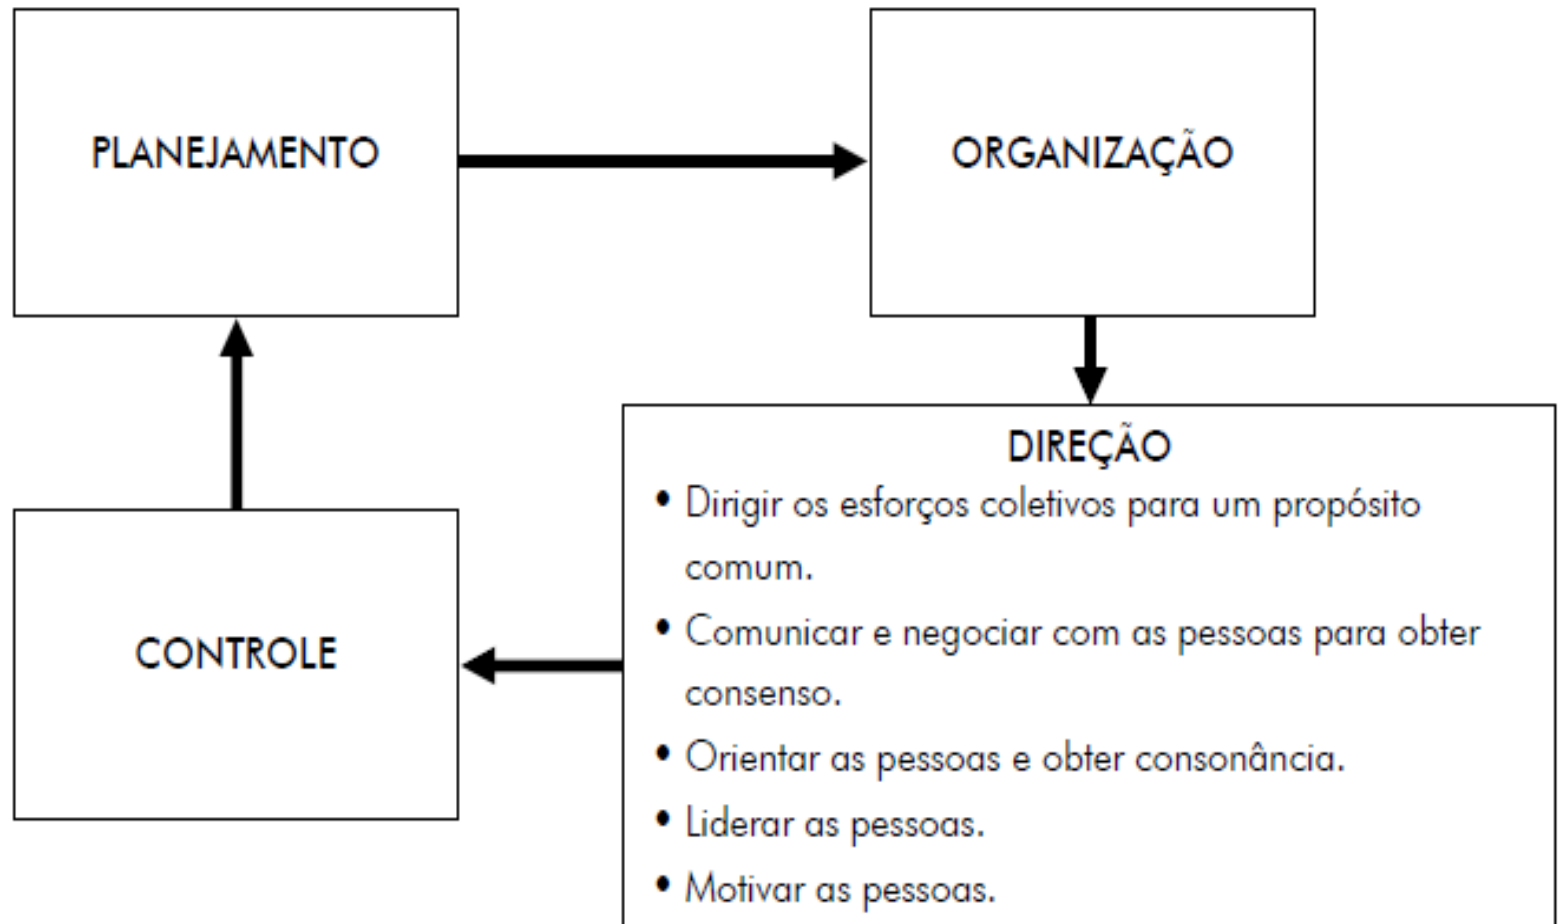 PLANEJAMENTO
ORGANIZAÇÃO
DIREÇÃO
• Dirigir os esforços coletivos para um propósito
comum.
• Comunicar e negociar com as pessoas para obter
consenso.
• Orientar as pessoas e obter consonância.
• Liderar as pessoas.
• Motivar as pessoas.
CONTROLE